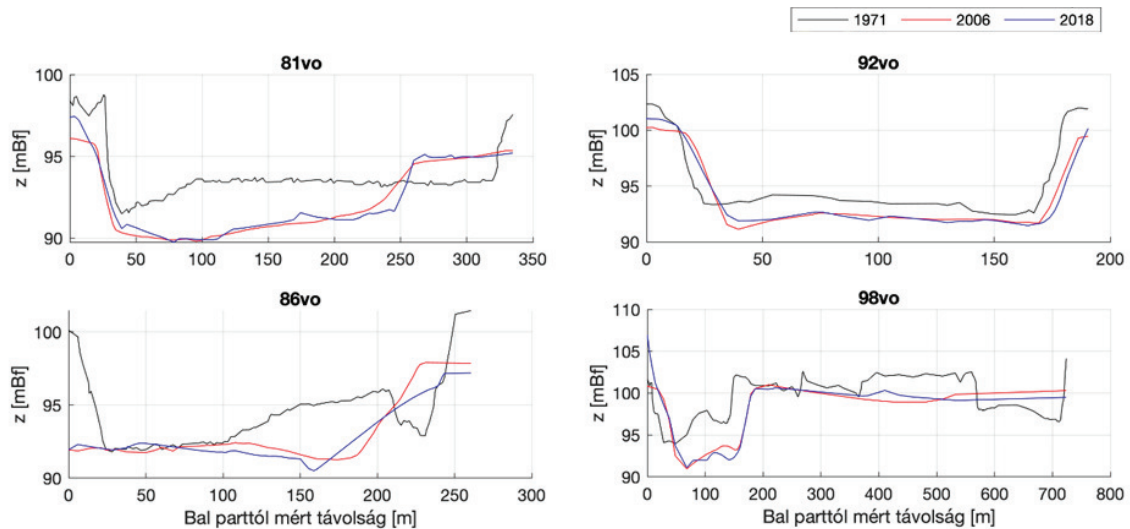 1971 2006 2018
81vo
100
95
90
z [mBf]
0 50 100 150 200 250 300 350
92vo
105
100
95
90
z [mBf]
0 50 100 150 200
86vo
100
95
90
z [mBf]
0 50 100 150 200 250 300
Bal parttól mért távolság [m]
98vo
110
105
100
95
90
z [mBf]
0 100 200 300 400 500 600 700 800
Bal parttól mért távolság [m]